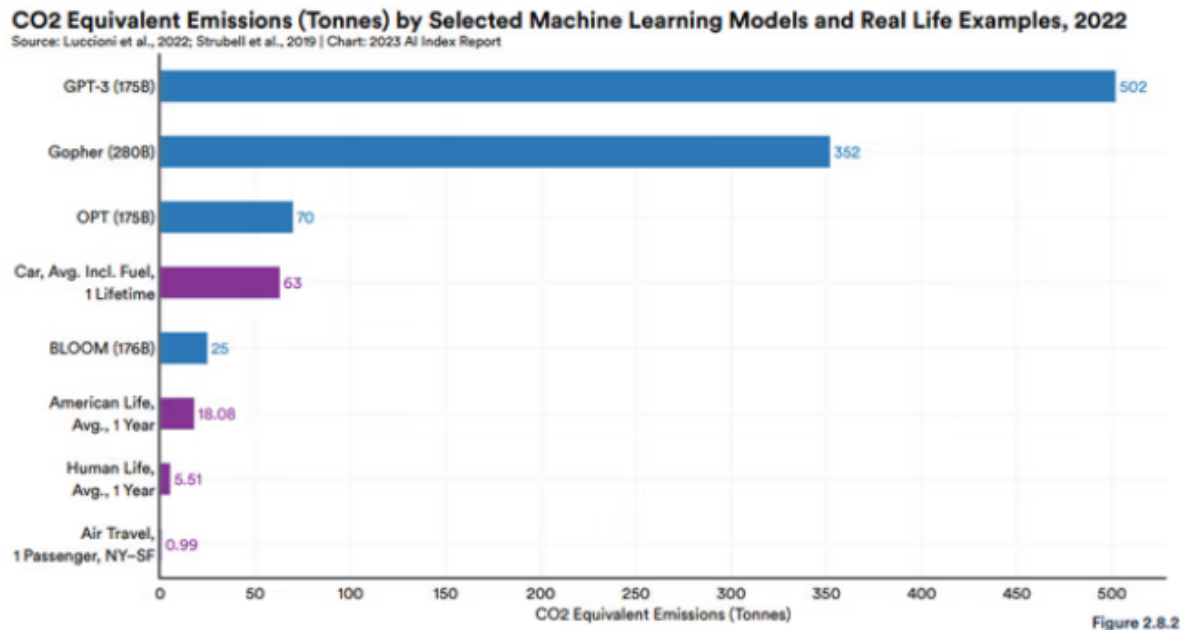 CO2 Equivalent Emissions (Tonnes) by Selected Machine Learning Models and Real Life Examples, 2022
Source: Luccioni et al., 2022; Strubell et al., 2019 | Chart: 2023 AI Index Report
GPT-3 (175B)
502
Gopher (280B)
352
OPT (175B)
70
Car, Avg. Incl. Fuel,
1 Lifetime
63
BLOOM (176B)
25
American Life,
Avg., 1 Year
18.08
Human Life,
Avg., 1 Year
5.51
Air Travel,
1 Passenger, NY–SF
0.99
0 50 100 150 200 250 300 350 400 450 500
CO2 Equivalent Emissions (Tonnes)
Figure 2.8.2